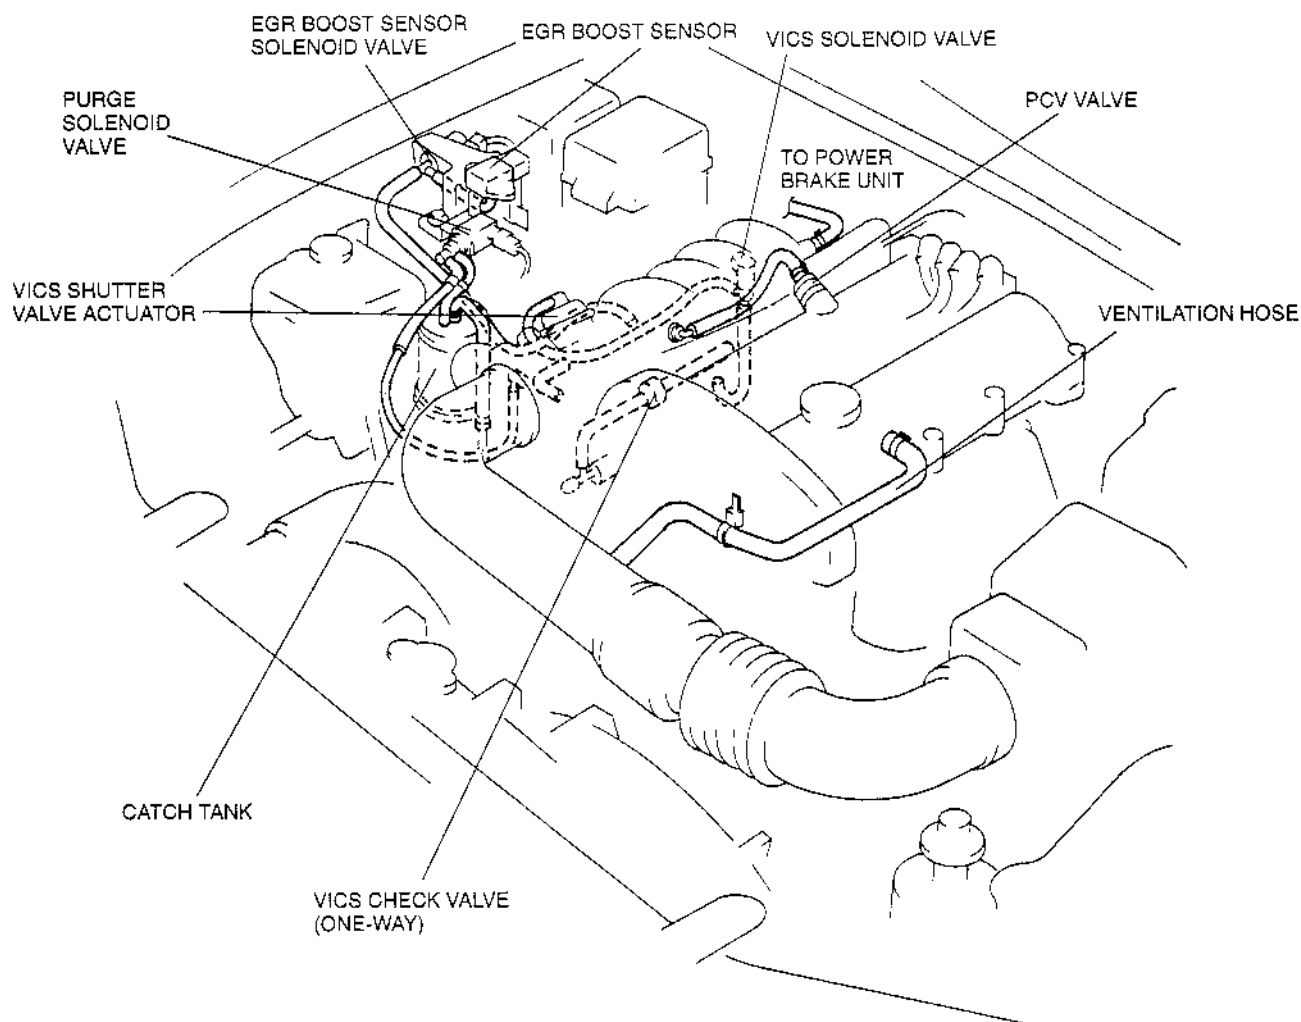 EGR BOOST SENSOR
SOLENOID VALVE
EGR BOOST SENSOR
VICS SOLENOID VALVE
PURGE
SOLENOID
VALVE
PCV VALVE
TO POWER
BRAKE UNIT
VICS SHUTTER
VALVE ACTUATOR
VENTILATION HOSE
CATCH TANK
VICS CHECK VALVE
(ONE-WAY)